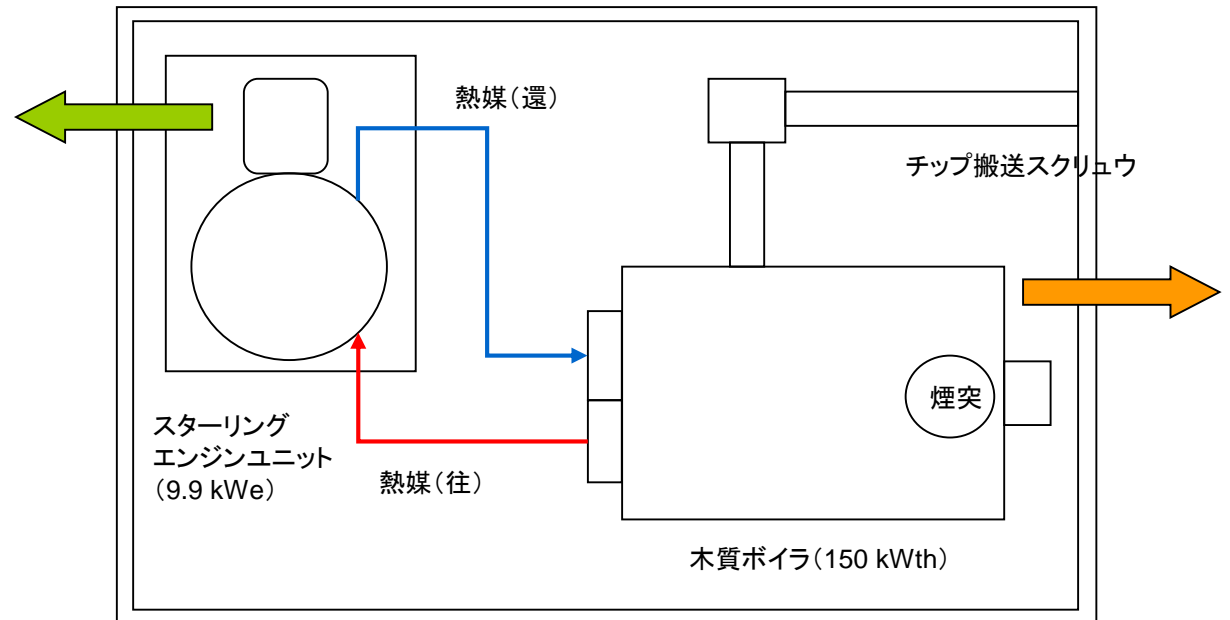 熱媒（還）
チップ搬送スクリュウ
煙突
スターリング
エンジンユニット
（9.9 kWe）
熱媒（往）
木質ボイラ（150 kWth）